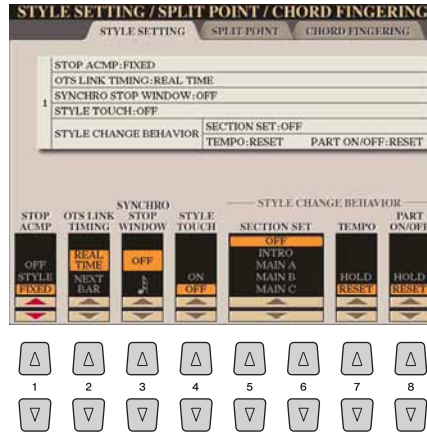 STYLE SETTING / SPLIT POINT / CHORD FINGERING
STYLE SETTING SPLIT POINT CHORD FINGERING
STOP ACMP:FIXED
OTS LINK TIMING:REAL TIME
SYNCHRO STOP WINDOW:OFF
1
STYLE TOUCH:OFF
STYLE CHANGE BEHAVIOR
SECTION SET:OFF
TEMPO:RESET PART ON/OFF:RESET
STYLE CHANGE BEHAVIOR
STOP ACMP
OTS LINK TIMING
SYNCHRO STOP WINDOW
STYLE TOUCH
SECTION SET
TEMPO
PART ON/OFF
OFF
STYLE
FIXED
REAL TIME
NEXT BAR
OFF
ON
OFF
OFF
INTRO
MAIN A
MAIN B
MAIN C
HOLD
RESET
HOLD
RESET
1 2 3 4 5 6 7 8